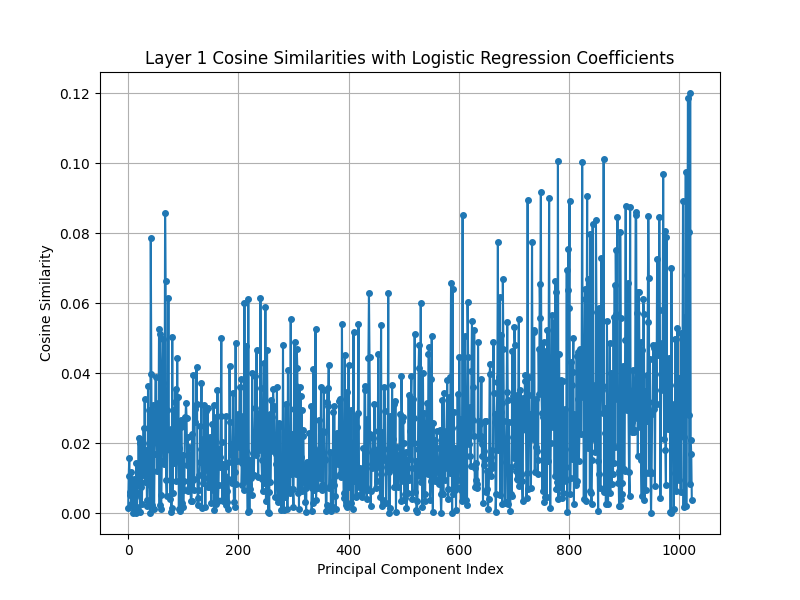 Layer 1 Cosine Similarities with Logistic Regression Coefficients
0.12
0.10
0.08
0.06
0.04
0.02
0.00
Cosine Similarity
0 200 400 600 800 1000
Principal Component Index